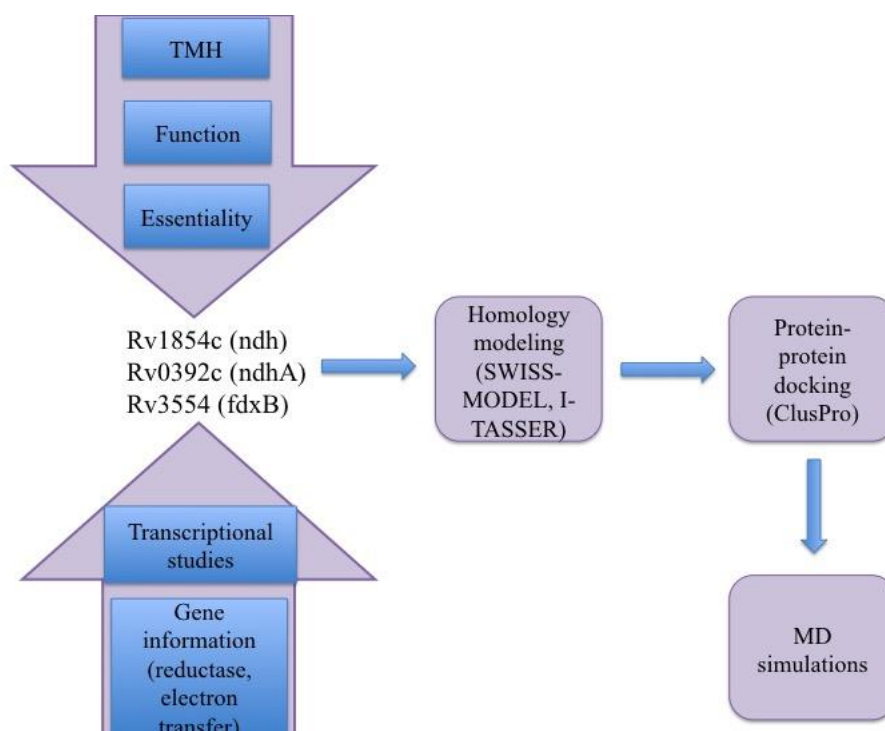 TMH
Function
Essentiality
Rv1854c (ndh)
Rv0392c (ndhA)
Rv3554 (fdxB)
Homology
modeling
(SWISS-
MODEL, I-
TASSER)
Protein-
protein
docking
(ClusPro)
Transcriptional
studies
Gene
information
(reductase,
electron
transfer)
MD
simulations